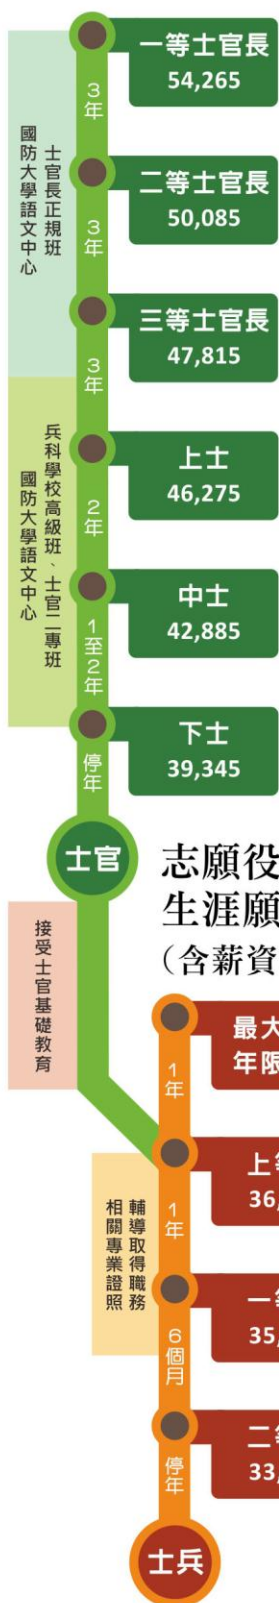 一等士官長
54,265
3年
士官長正規班
國防大學語文中心
二等士官長
50,085
3年
三等士官長
47,815
3年
上士
46,275
2年
兵科學校高級班、士官二專班
國防大學語文中心
中士
42,885
1至2年
下士
39,345
停年
士官
志願役
生涯願
(含薪資
接受士官基礎教育
最大
年限
1年
上等
36,
1年
輔導取得職務
相關專業證照
一等
35,
6個月
二等
33,
停年
士兵